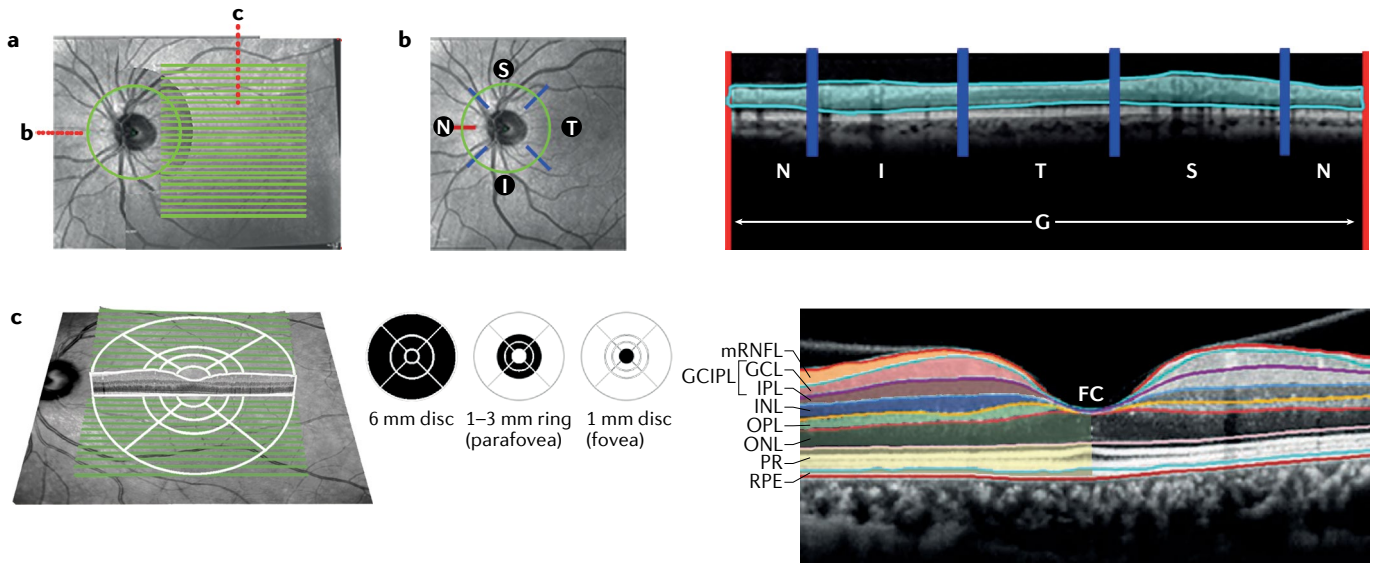 a
c
b
b
S
N
T
I
N
I
T
S
N
G
c
6 mm disc
1–3 mm ring
(parafovea)
1 mm disc
(fovea)
mRNFL
GCL
GCIPL
IPL
INL
OPL
ONL
PR
RPE
FC